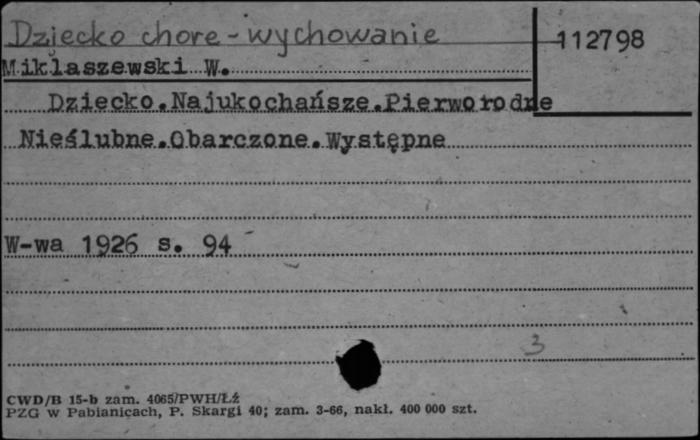 Dziecko chore - wychowanie
112798
Miklaszewski W.
Dziecko.Najukochańsze.Pierworodne
Nieślubne.Obarczone.Występne
W-wa 1926 s. 94
3
CWD/B 15-b zam. 4065/PWH/Łź
PZG w Pabianicach, P. Skargi 40; zam. 3-66, nakł. 400 000 szt.